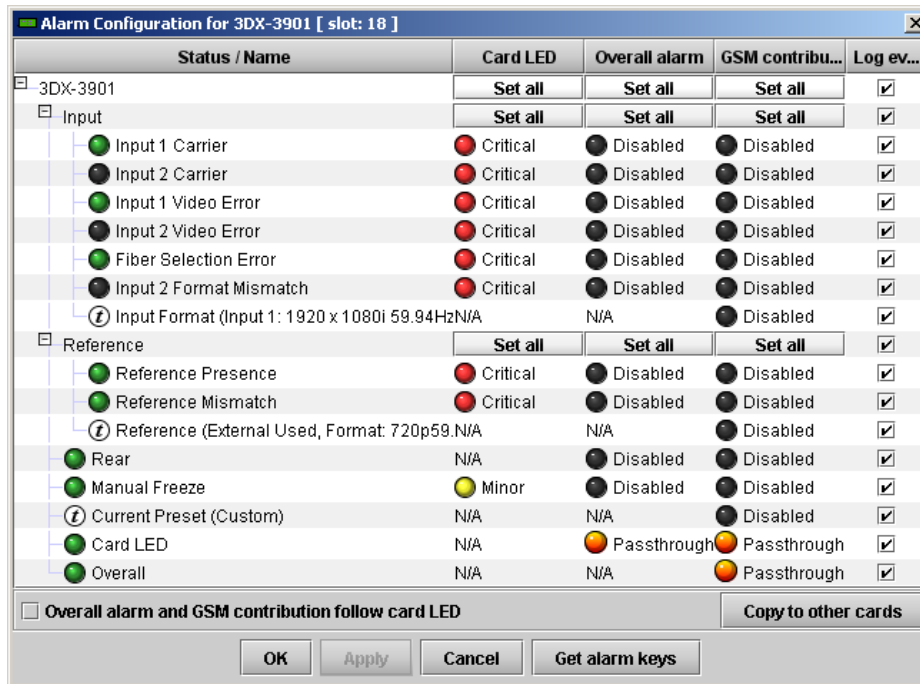 Alarm Configuration for 3DX-3901 [ slot: 18 ]
Status / Name Card LED Overall alarm GSM contribu... Log ev...
3DX-3901 Set all Set all Set all
Input Set all Set all Set all
Input 1 Carrier Critical Disabled Disabled
Input 2 Carrier Critical Disabled Disabled
Input 1 Video Error Critical Disabled Disabled
Input 2 Video Error Critical Disabled Disabled
Fiber Selection Error Critical Disabled Disabled
Input 2 Format Mismatch Critical Disabled Disabled
t Input Format (Input 1: 1920 x 1080i 59.94Hz N/A N/A Disabled
Reference Set all Set all Set all
Reference Presence Critical Disabled Disabled
Reference Mismatch Critical Disabled Disabled
t Reference (External Used, Format: 720p59. N/A N/A Disabled
Rear N/A Disabled Disabled
Manual Freeze Minor Disabled Disabled
t Current Preset (Custom) N/A N/A Disabled
Card LED N/A Passthrough Passthrough
Overall N/A N/A Passthrough
Overall alarm and GSM contribution follow card LED Copy to other cards
OK Apply Cancel Get alarm keys